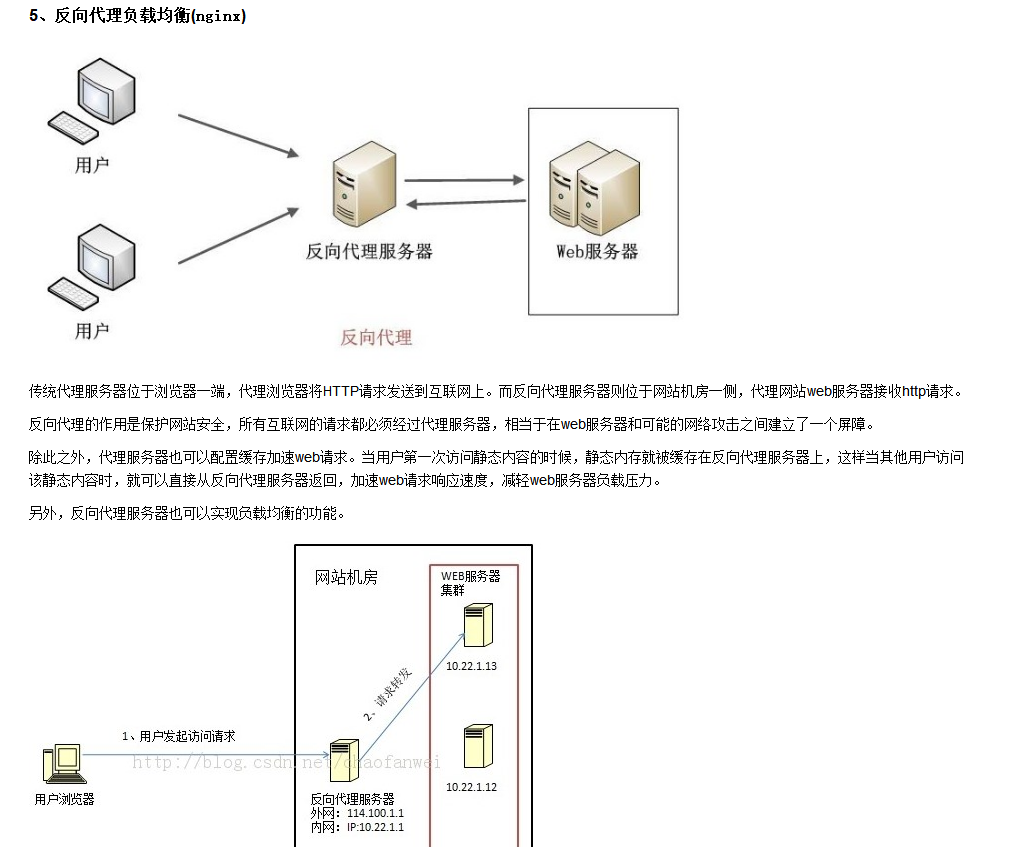 5、反向代理负载均衡(nginx)
用户
反向代理服务器
Web服务器
用户
反向代理
传统代理服务器位于浏览器一端，代理浏览器将HTTP请求发送到互联网上。而反向代理服务器则位于网站机房一侧，代理网站web服务器接收http请求。
反向代理的作用是保护网站安全，所有互联网的请求都必须经过代理服务器，相当于在web服务器和可能的网络攻击之间建立了一个屏障。
除此之外，代理服务器也可以配置缓存加速web请求。当用户第一次访问静态内容的时候，静态内存就被缓存在反向代理服务器上，这样当其他用户访问
该静态内容时，就可以直接从反向代理服务器返回，加速web请求响应速度，减轻web服务器负载压力。
另外，反向代理服务器也可以实现负载均衡的功能。
网站机房
WEB服务器
集群
10.22.1.13
2、请求转发
1、用户发起访问请求
http://blog.csdn.net/chaofanwei
10.22.1.12
用户浏览器
反向代理服务器
外网：114.100.1.1
内网：IP:10.22.1.1